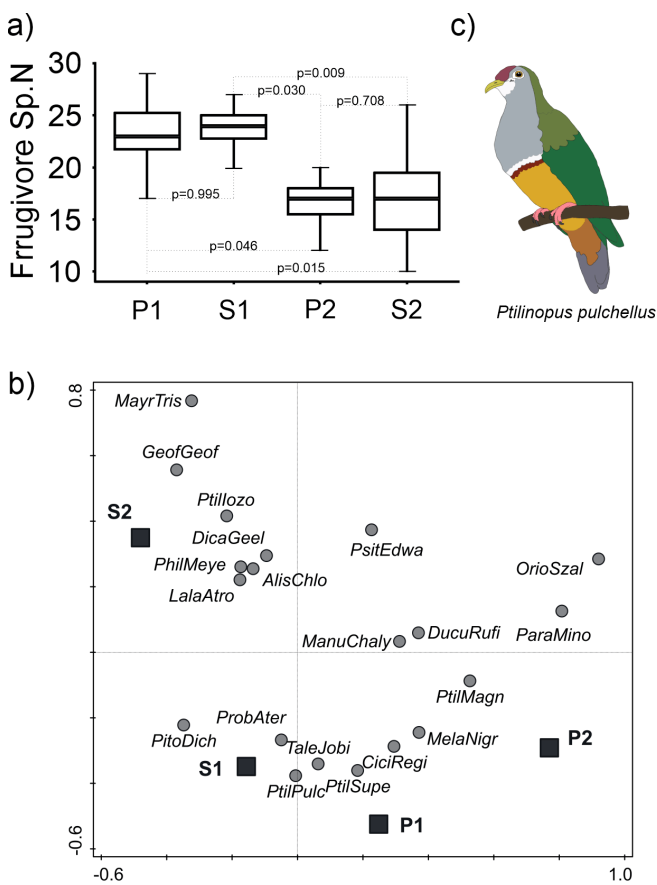 a)
c)
Frrugivore Sp.N
30
25
20
15
10
p=0.009
p=0.030
p=0.708
p=0.995
p=0.046
p=0.015
P1 S1 P2 S2
Ptilinopus pulchellus
b)
0.8
MayrTris
GeofGeof
PtilIozo
S2
DicaGeel
PsitEdwa
PhilMeye
AlisChlo
OrioSzal
LalaAtro
DucuRufi
ParaMino
ManuChaly
PtilMagn
ProbAter
MelaNigr
PitoDich
P2
TaleJobi
CiciRegi
S1
PtilPulc
PtilSupe
P1
-0.6
-0.6
1.0